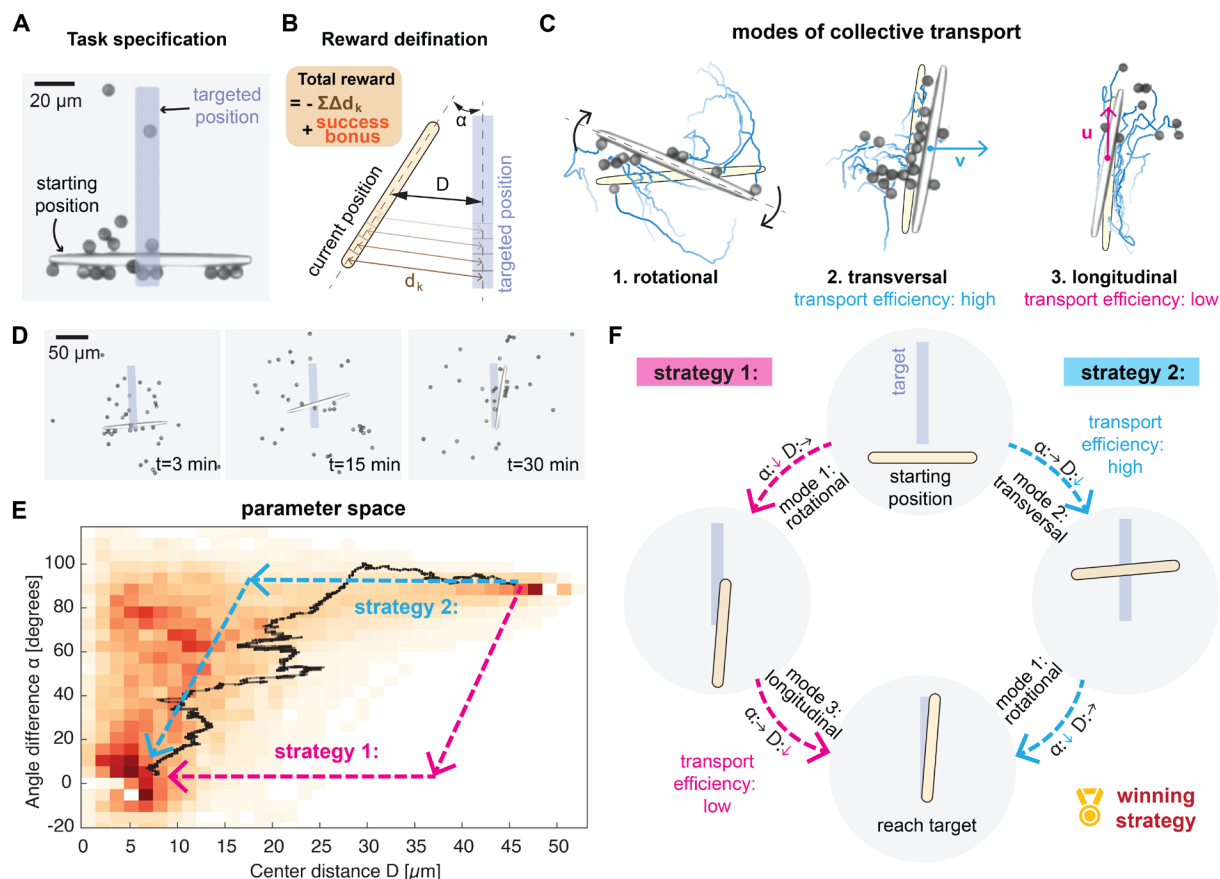 A
Task specification
20 µm
targeted
position
starting
position
B
Reward deifination
Total reward
= - ΣΔdₖ
+ success
bonus
α
D
current position
targeted position
dₖ
C
modes of collective transport
v
u
1. rotational
2. transversal
transport efficiency: high
3. longitudinal
transport efficiency: low
D
50 µm
t=3 min
t=15 min
t=30 min
E
parameter space
Angle difference α [degrees]
100
80
60
40
20
0
-20
strategy 2:
strategy 1:
0
5
10
15
20
25
30
35
40
45
50
Center distance D [µm]
F
strategy 1:
strategy 2:
target
starting
position
transport
efficiency:
high
α:↓ D:→
mode 1:
rotational
α:→ D:↓
mode 2:
transversal
mode 3:
longitudinal
α:→ D:↓
mode 1:
rotational
α:↓ D:→
transport
efficiency:
low
reach target
winning
strategy